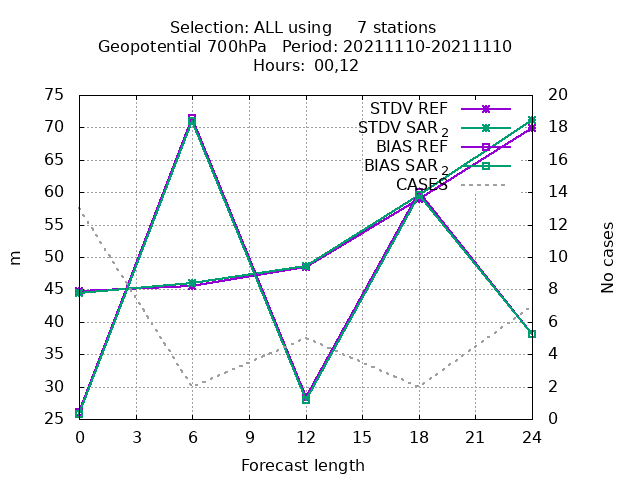 Selection: ALL using 7 stations
Geopotential 700hPa Period: 20211110-20211110
Hours: 00,12
75 20
STDV REF
70 18
STDV SAR 2
BIAS REF
65 16
BIAS SAR 2
CASES
60 14
55 12
m
No cases
50 10
45 8
40 6
35 4
30 2
25 0
0 3 6 9 12 15 18 21 24
Forecast length